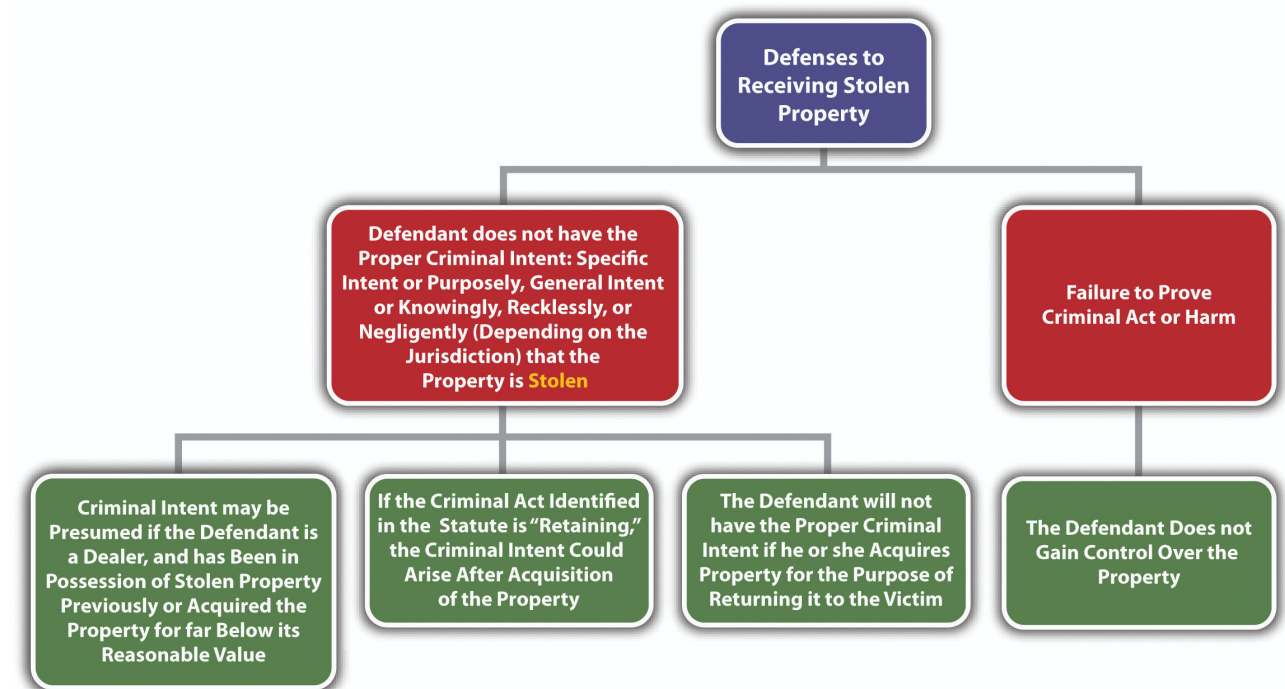 Defenses to
Receiving Stolen
Property
Defendant does not have the
Proper Criminal Intent: Specific
Intent or Purposely, General Intent
or Knowingly, Recklessly, or
Negligently (Depending on the
Jurisdiction) that the
Property is Stolen
Failure to Prove
Criminal Act or Harm
Criminal Intent may be
Presumed if the Defendant is
a Dealer, and has Been in
Possession of Stolen Property
Previously or Acquired the
Property for far Below its
Reasonable Value
If the Criminal Act Identified
in the Statute is “Retaining,”
the Criminal Intent Could
Arise After Acquisition
of the Property
The Defendant will not
have the Proper Criminal
Intent if he or she Acquires
Property for the Purpose of
Returning it to the Victim
The Defendant Does not
Gain Control Over the
Property